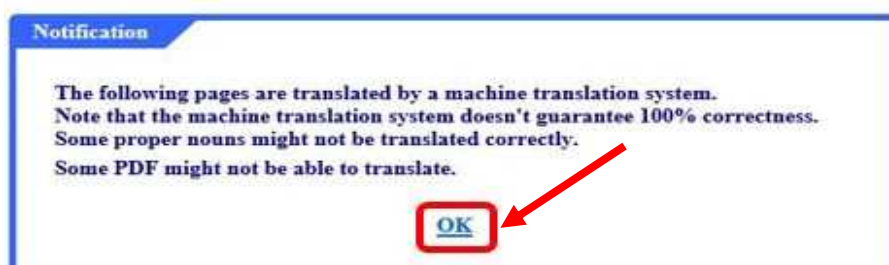 Notification
The following pages are translated by a machine translation system.
Note that the machine translation system doesn't guarantee 100% correctness.
Some proper nouns might not be translated correctly.
Some PDF might not be able to translate.
OK